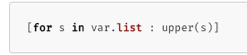 [for s in var.list : upper(s)]